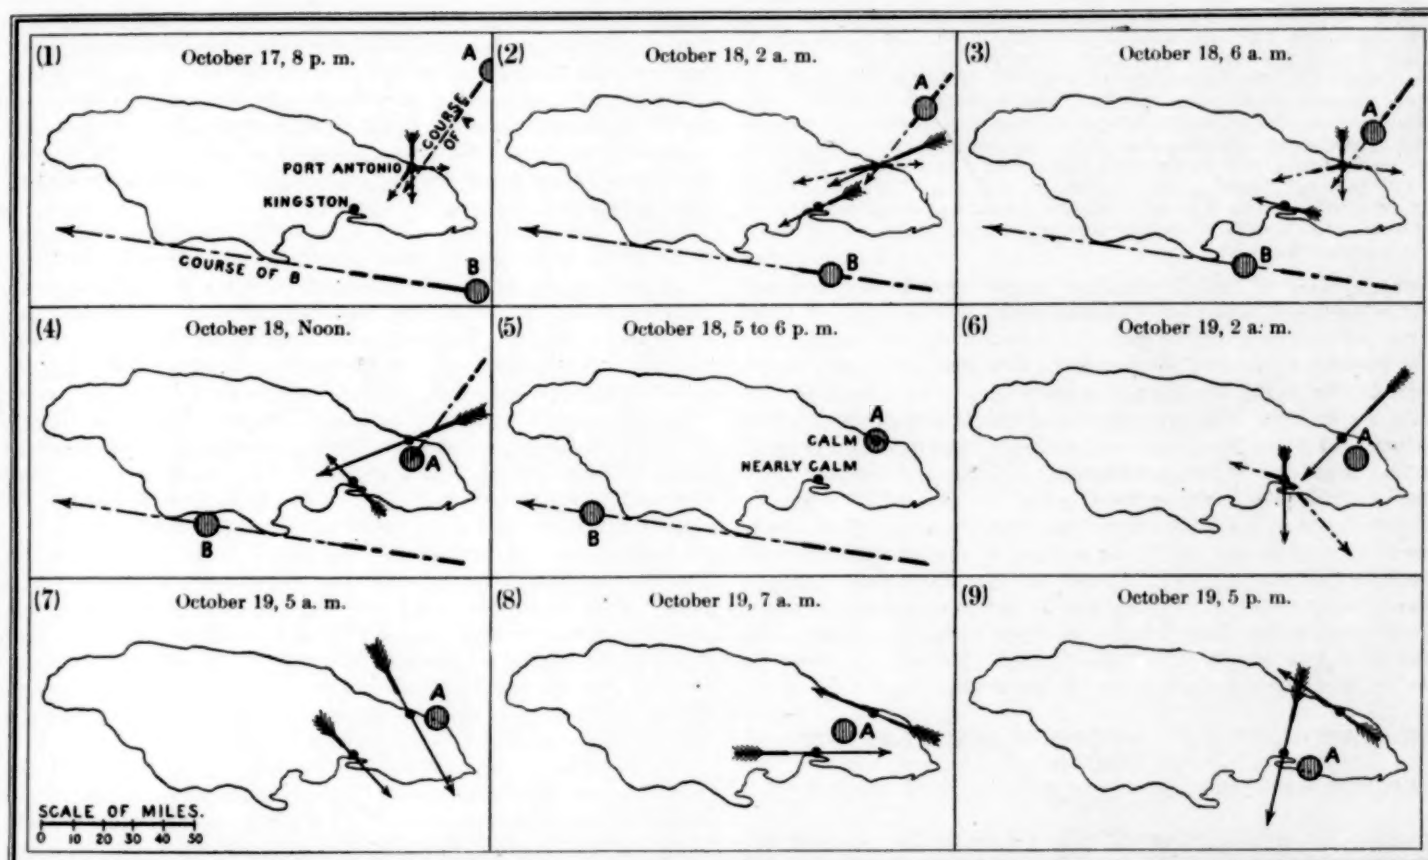 (1)
October 17, 8 p. m.
A
COURSE
OF A
PORT ANTONIO
KINGSTON
COURSE OF B
B
(2)
October 18, 2 a. m.
A
B
(3)
October 18, 6 a. m.
A
B
(4)
October 18, Noon.
A
B
(5)
October 18, 5 to 6 p. m.
A
CALM
NEARLY CALM
B
(6)
October 19, 2 a. m.
A
(7)
October 19, 5 a. m.
A
SCALE OF MILES.
0 10 20 30 40 50
(8)
October 19, 7 a. m.
A
(9)
October 19, 5 p. m.
A